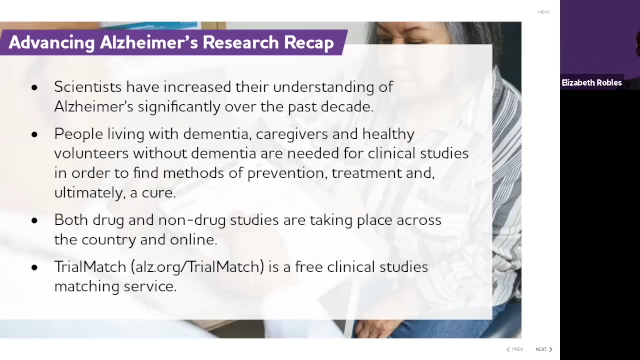 MENU
Advancing Alzheimer's Research Recap
Elizabeth Robles
• Scientists have increased their understanding of
Alzheimer's significantly over the past decade.
• People living with dementia, caregivers and healthy
volunteers without dementia are needed for clinical studies
in order to find methods of prevention, treatment and,
ultimately, a cure.
• Both drug and non-drug studies are taking place across
the country and online.
• TrialMatch (alz.org/TrialMatch) is a free clinical studies
matching service.
‹ PREV
NEXT ›